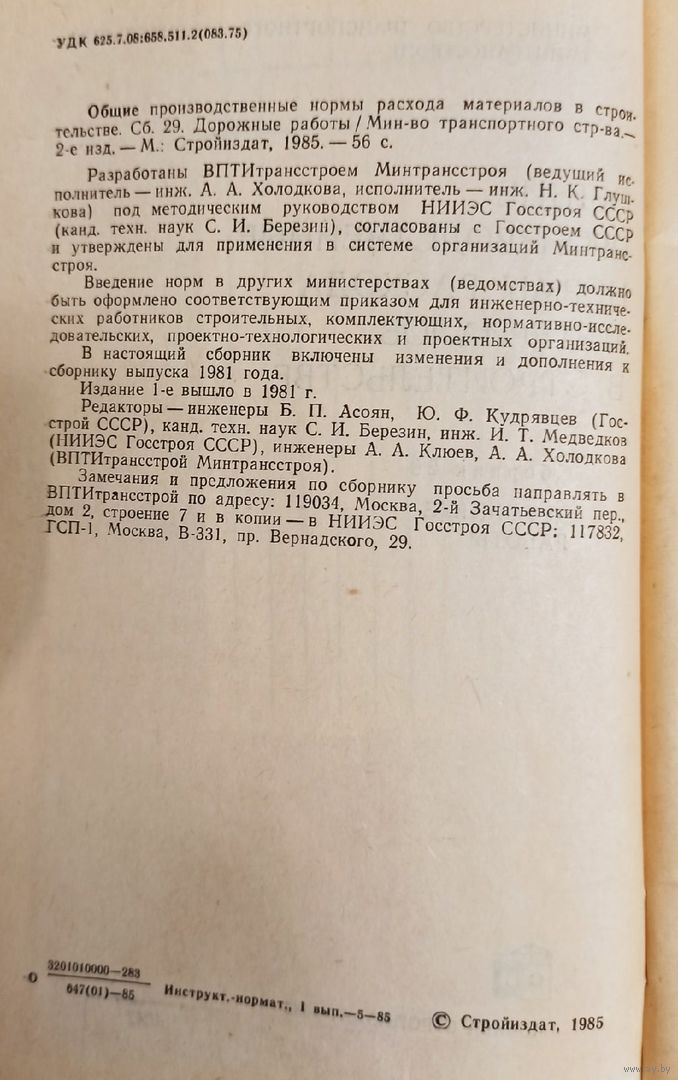 УДК 625.7.08:658.511.2(083.75)
Общие производственные нормы расхода материалов в строи-
тельстве. Сб. 29. Дорожные работы / Мин-во транспортного стр-ва.—
2-е изд. — М.: Стройиздат, 1985. — 56 с.
Разработаны ВПТИтрансстроем Минтрансстроя (ведущий ис-
полнитель — инж. А. А. Холодкова, исполнитель — инж. Н. К. Глуш-
кова) под методическим руководством НИИЭС Госстроя СССР
(канд. техн. наук С. И. Березин), согласованы с Госстроем СССР
и утверждены для применения в системе организаций Минтранс-
строя.
Введение норм в других министерствах (ведомствах) должно
быть оформлено соответствующим приказом для инженерно-техниче-
ских работников строительных, комплектующих, нормативно-иссле-
довательских, проектно-технологических и проектных организаций.
В настоящий сборник включены изменения и дополнения к
сборнику выпуска 1981 года.
Издание 1-е вышло в 1981 г.
Редакторы — инженеры Б. П. Асоян, Ю. Ф. Кудрявцев (Гос-
строй СССР), канд. техн. наук С. И. Березин, инж. И. Т. Медведков
(НИИЭС Госстроя СССР), инженеры А. А. Клюев, А. А. Холодкова
(ВПТИтрансстрой Минтрансстроя).
Замечания и предложения по сборнику просьба направлять в
ВПТИтрансстрой по адресу: 119034, Москва, 2-й Зачатьевский пер.,
дом 2, строение 7 и в копии — в НИИЭС Госстроя СССР: 117832,
ГСП-1, Москва, В-331, пр. Вернадского, 29.
О 3201010000—283
647(01)—85 Инструкт.-нормат., 1 вып.—5—85
© Стройиздат, 1985
www.ay.by